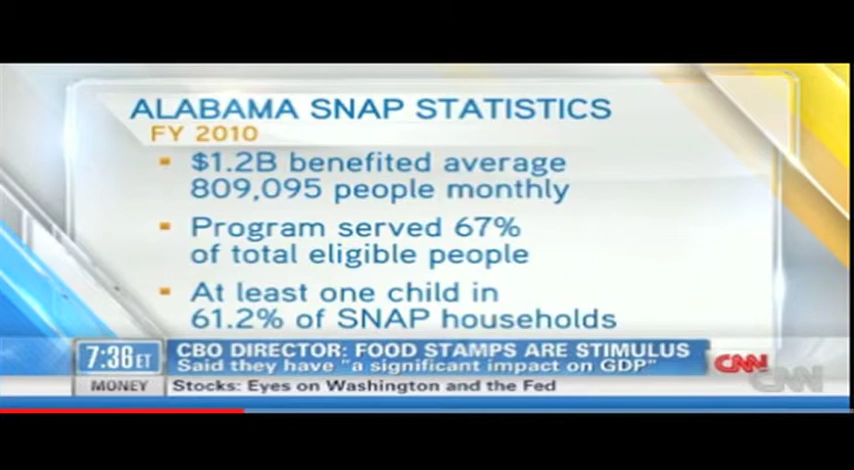 ALABAMA SNAP STATISTICS
FY 2010
▪ $1.2B benefited average
809,095 people monthly
▪ Program served 67%
of total eligible people
▪ At least one child in
61.2% of SNAP households
7:36 ET
CBO DIRECTOR: FOOD STAMPS ARE STIMULUS
Said they have "a significant impact on GDP"
CNN
CNN
MONEY
Stocks: Eyes on Washington and the Fed